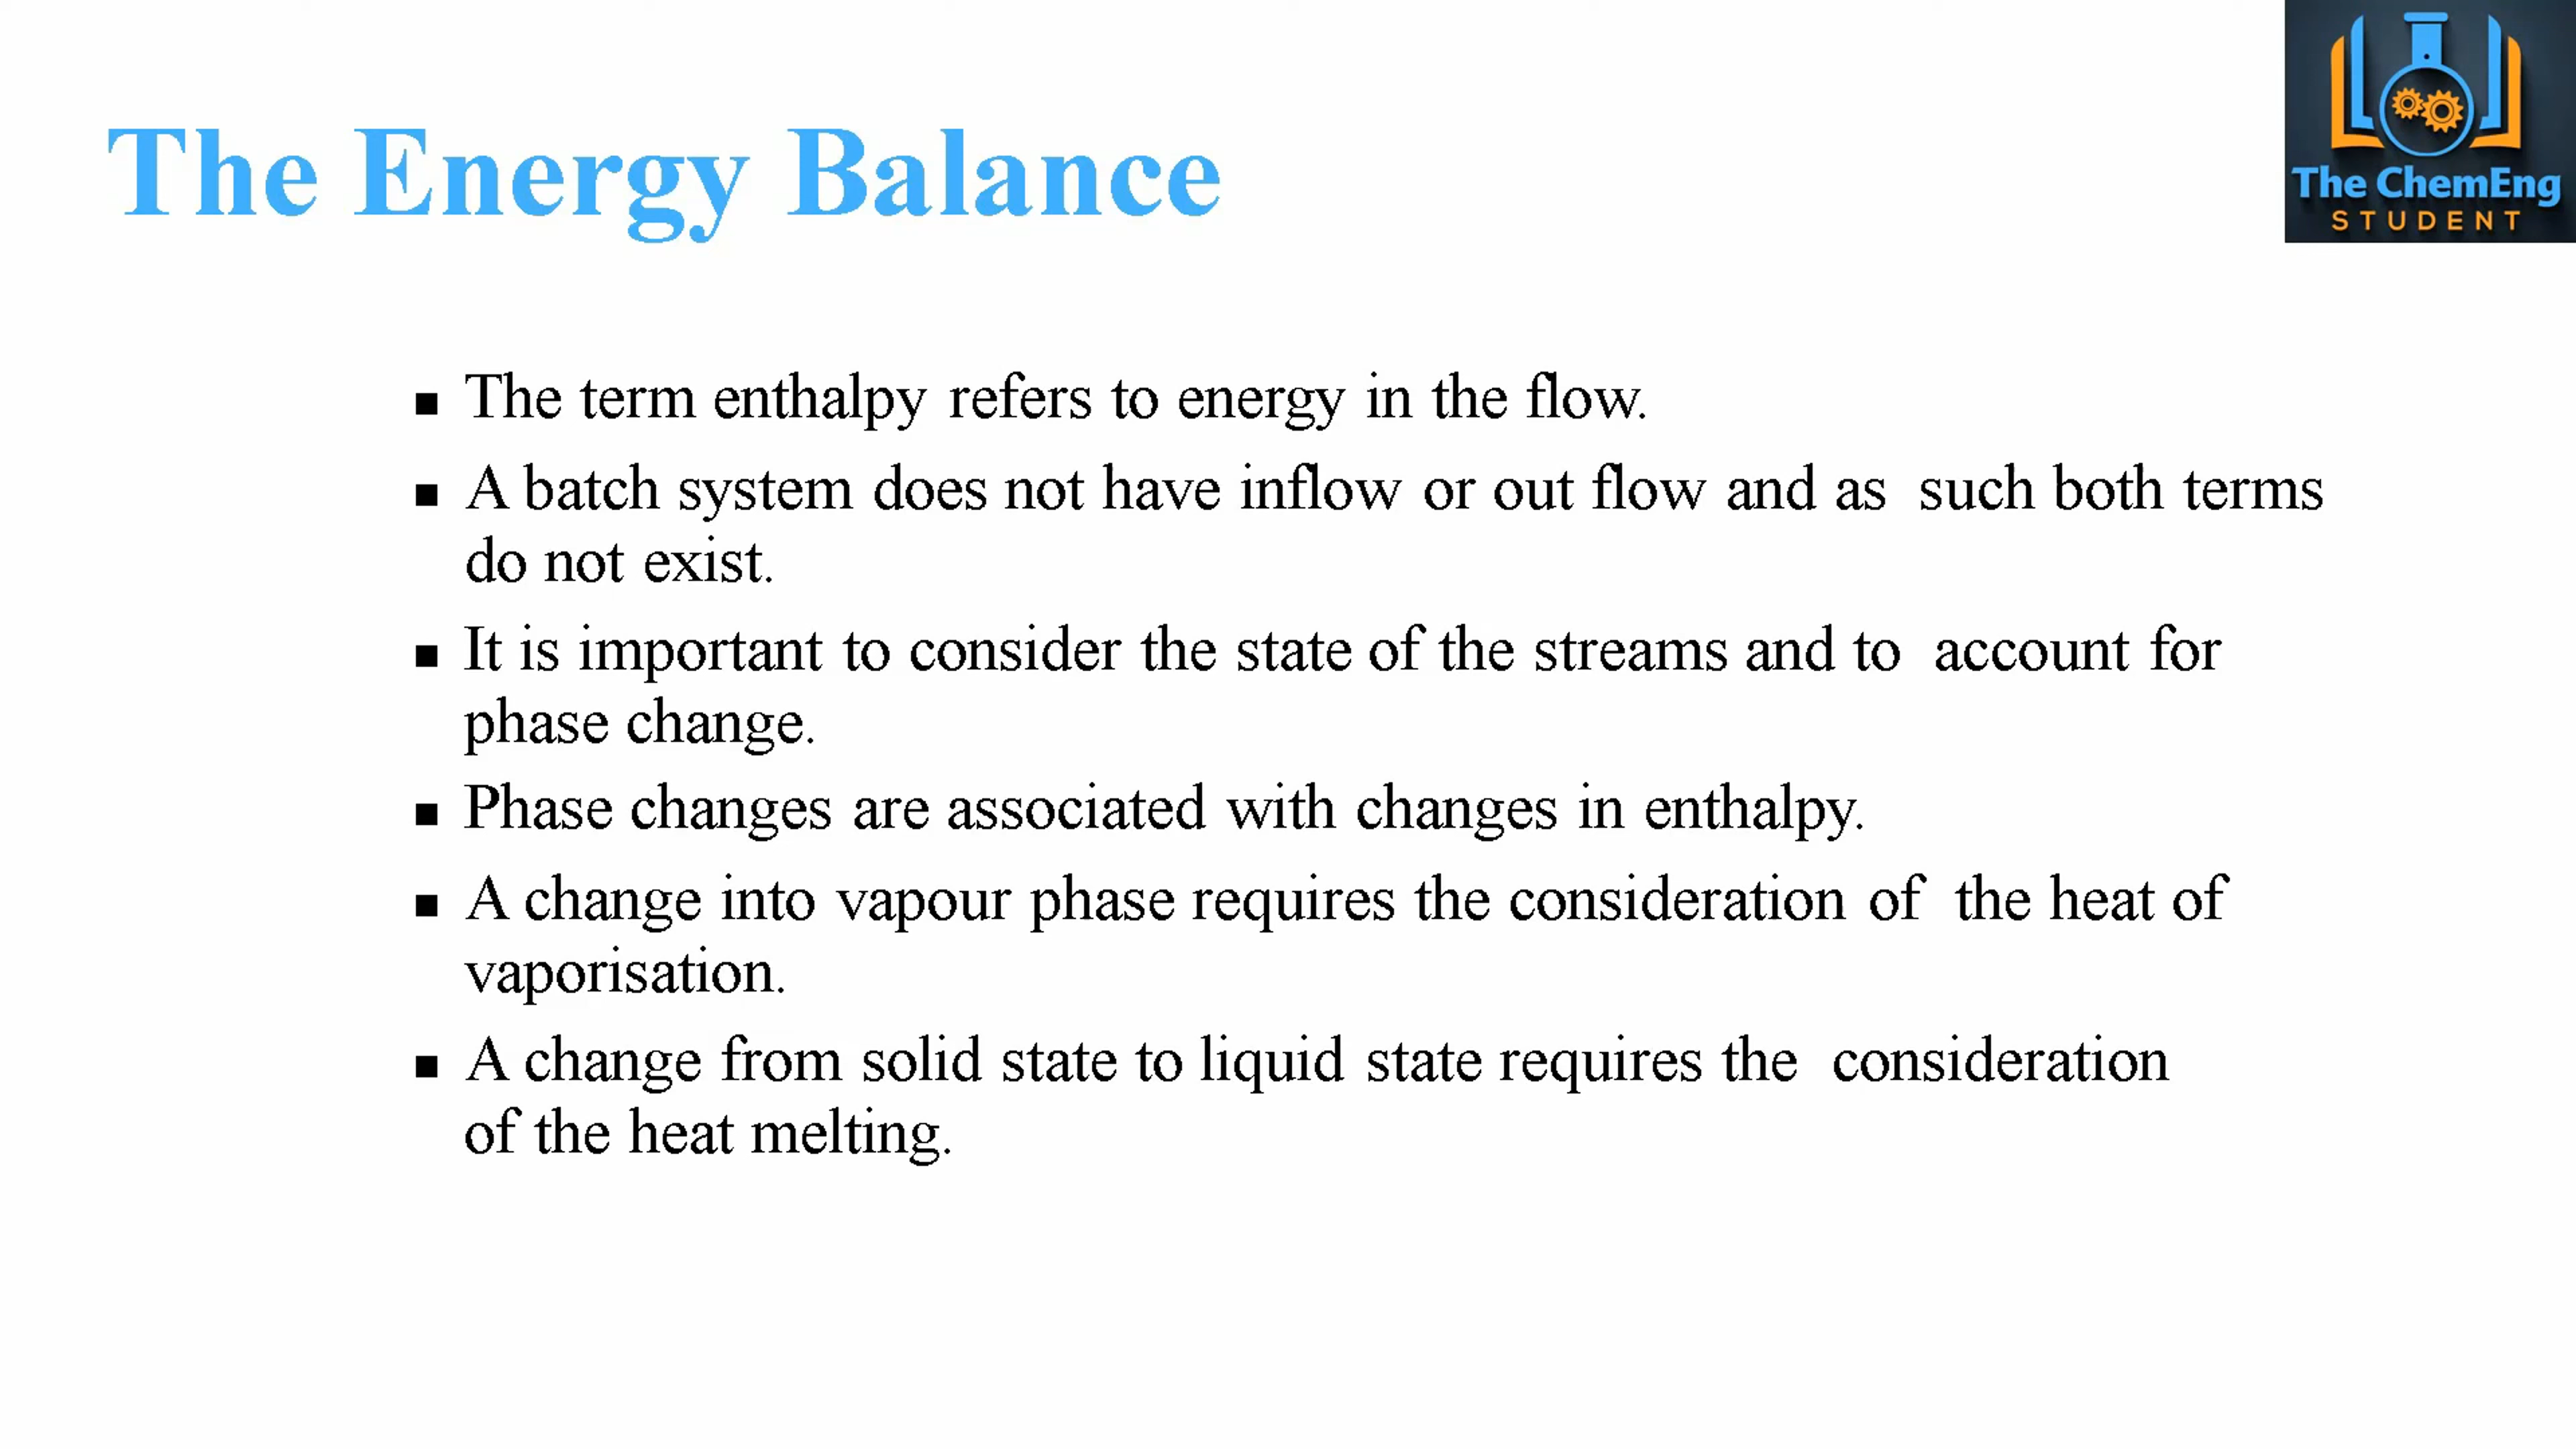 The ChemEng
STUDENT
The Energy Balance
▪ The term enthalpy refers to energy in the flow.
▪ A batch system does not have inflow or out flow and as such both terms
do not exist.
▪ It is important to consider the state of the streams and to account for
phase change.
▪ Phase changes are associated with changes in enthalpy.
▪ A change into vapour phase requires the consideration of the heat of
vaporisation.
▪ A change from solid state to liquid state requires the consideration
of the heat melting.